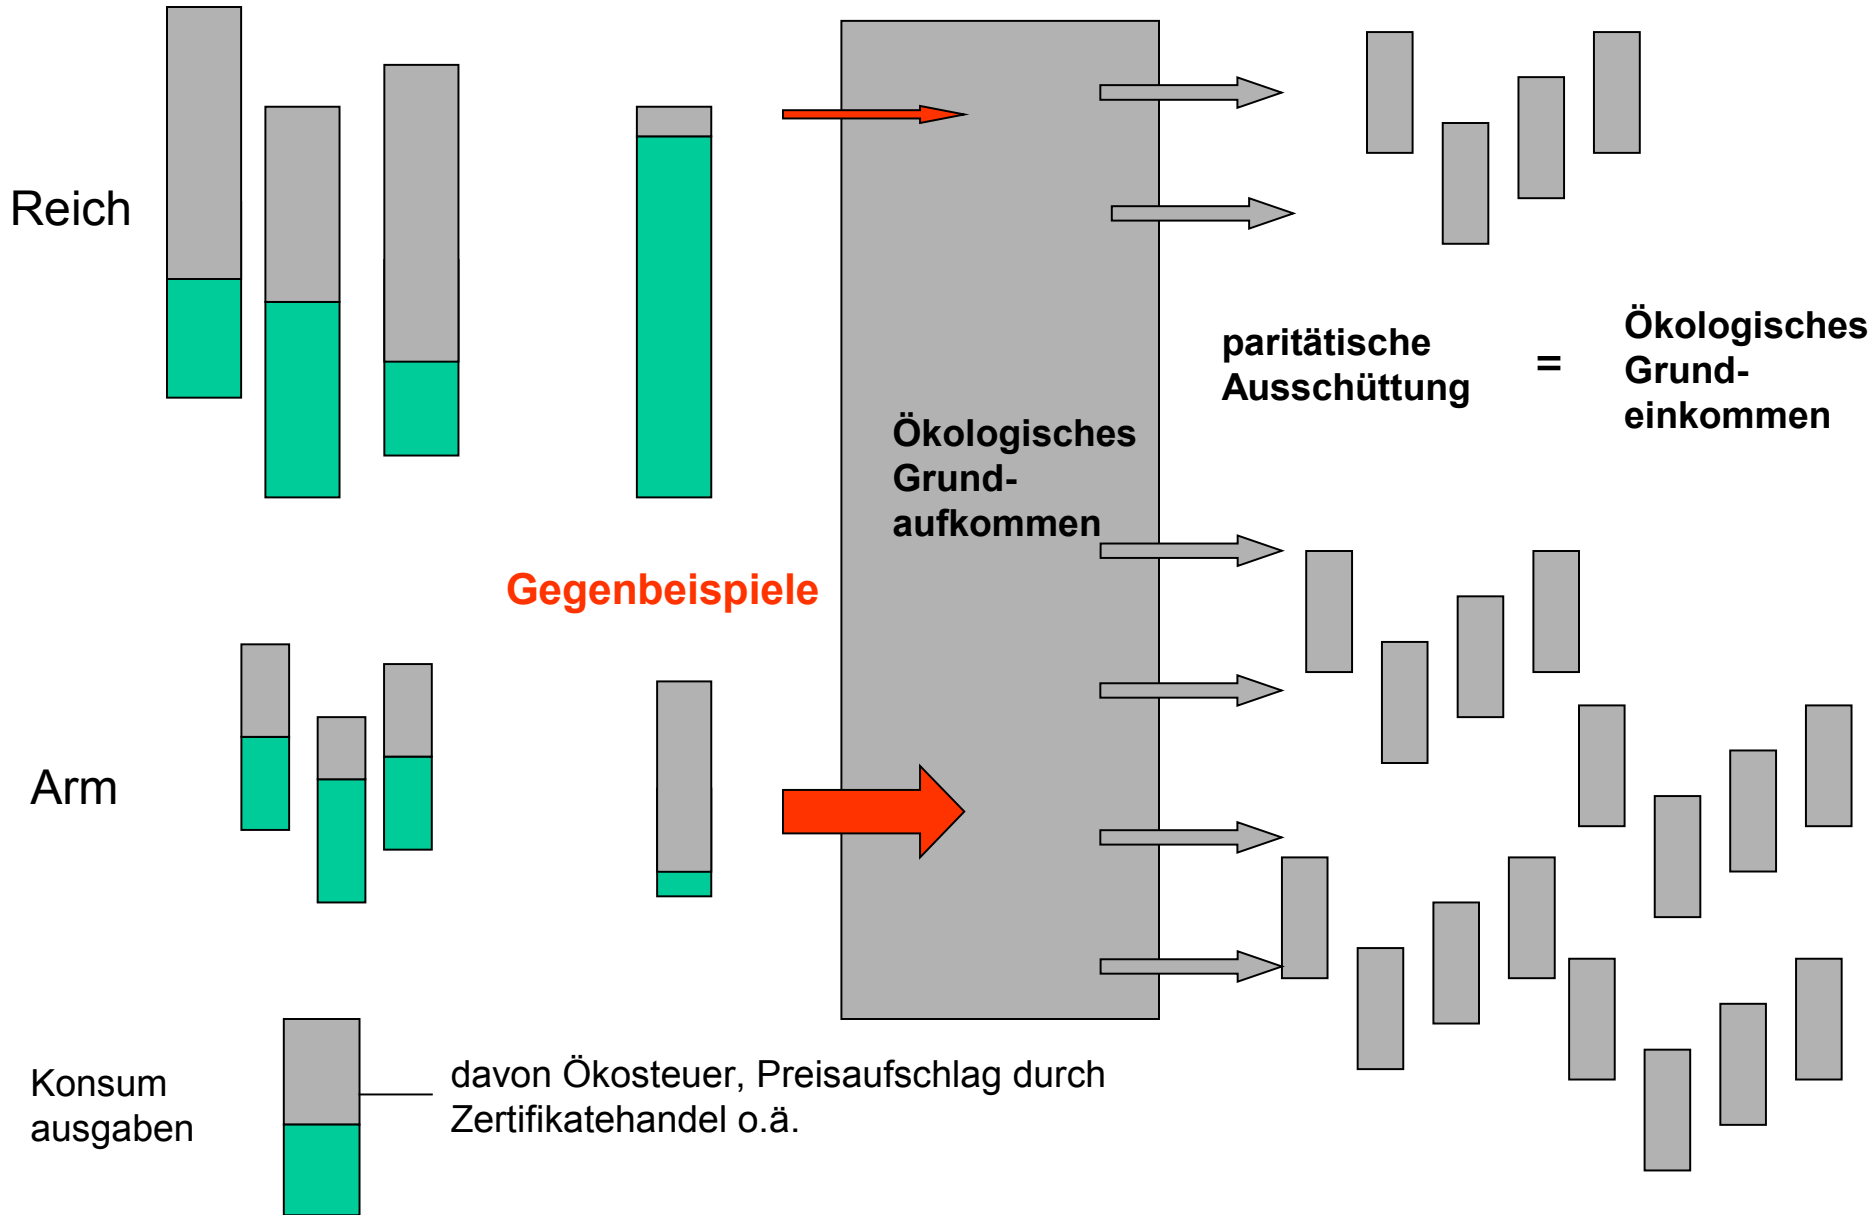 Reich
paritätische
Ausschüttung
=
Ökologisches
Grund-
einkommen
Ökologisches
Grund-
aufkommen
Gegenbeispiele
Arm
Konsum
ausgaben
davon Ökosteuer, Preisaufschlag durch
Zertifikatehandel o.ä.